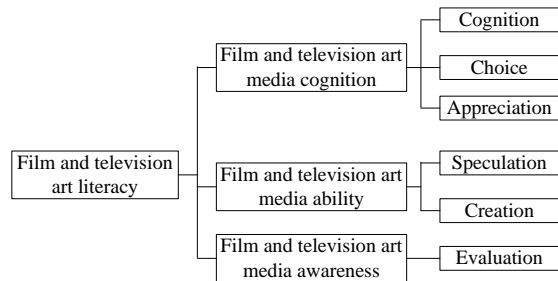 Film and television
art literacy
Film and television art
media cognition
Cognition
Choice
Appreciation
Film and television art
media ability
Speculation
Creation
Film and television art
media awareness
Evaluation